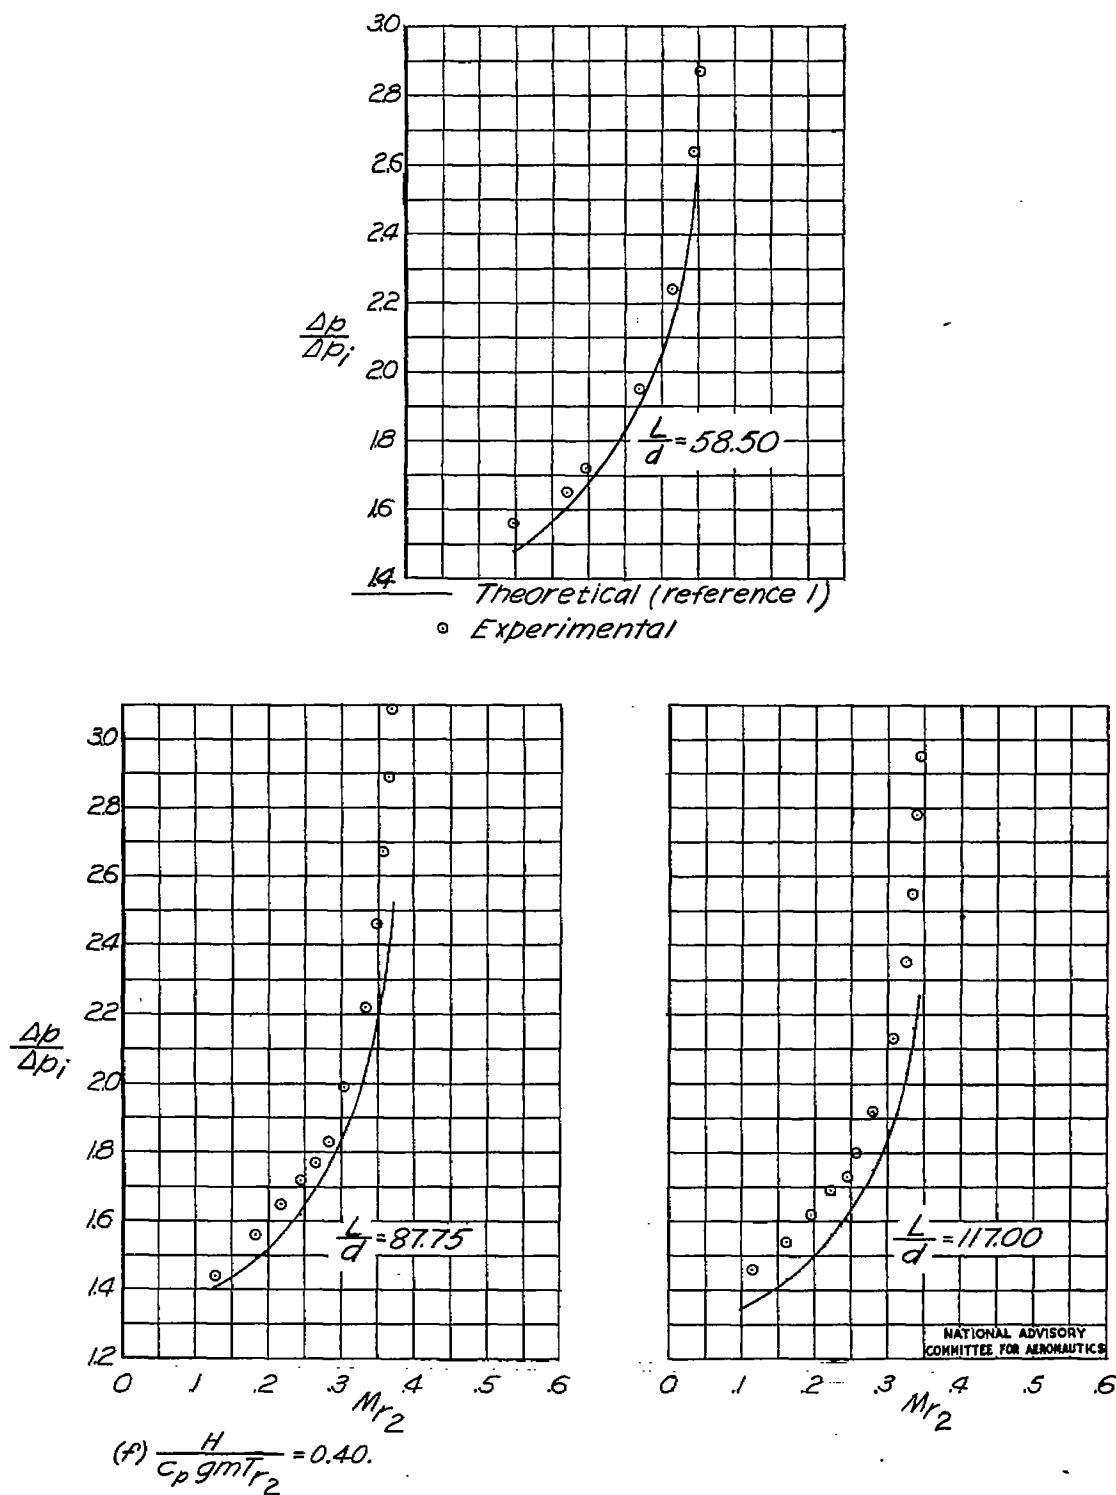 3.0
2.8
2.6
2.4
2.2
Δp/Δpi
2.0
1.8
L/d = 58.50
1.6
1.4
Theoretical (reference 1)
Experimental
3.0
2.8
2.6
2.4
2.2
Δp/Δpi
2.0
1.8
1.6
L/d = 87.75
1.4
1.2
0 .1 .2 .3 .4 .5 .6
Mr2
L/d = 117.00
NATIONAL ADVISORY
COMMITTEE FOR AERONAUTICS
0 .1 .2 .3 .4 .5 .6
Mr2
(f) H/cp gmTr2 = 0.40.